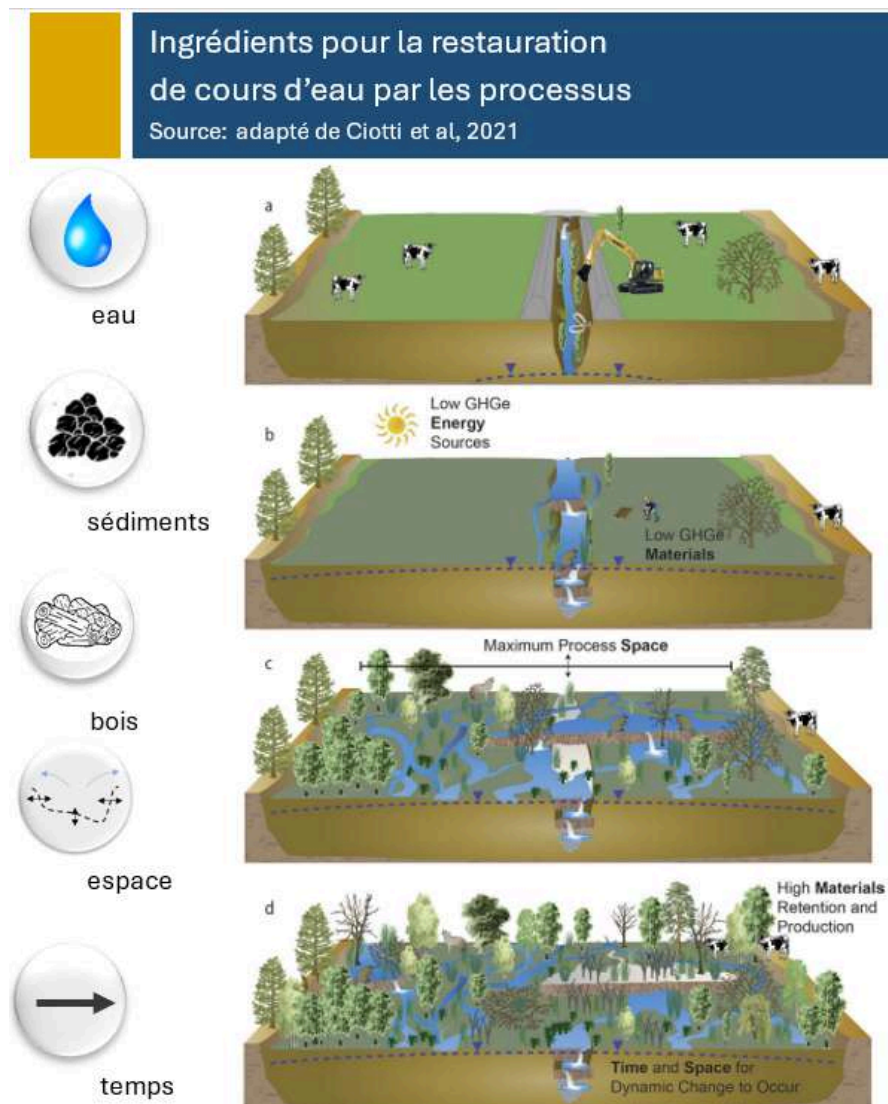 Ingrédients pour la restauration
de cours d'eau par les processus
Source: adapté de Ciotti et al, 2021
eau
sédiments
bois
espace
temps
a
b
Low GHGe
Energy
Sources
Low GHGe
Materials
c
Maximum Process Space
d
High Materials
Retention and
Production
Time and Space for
Dynamic Change to Occur